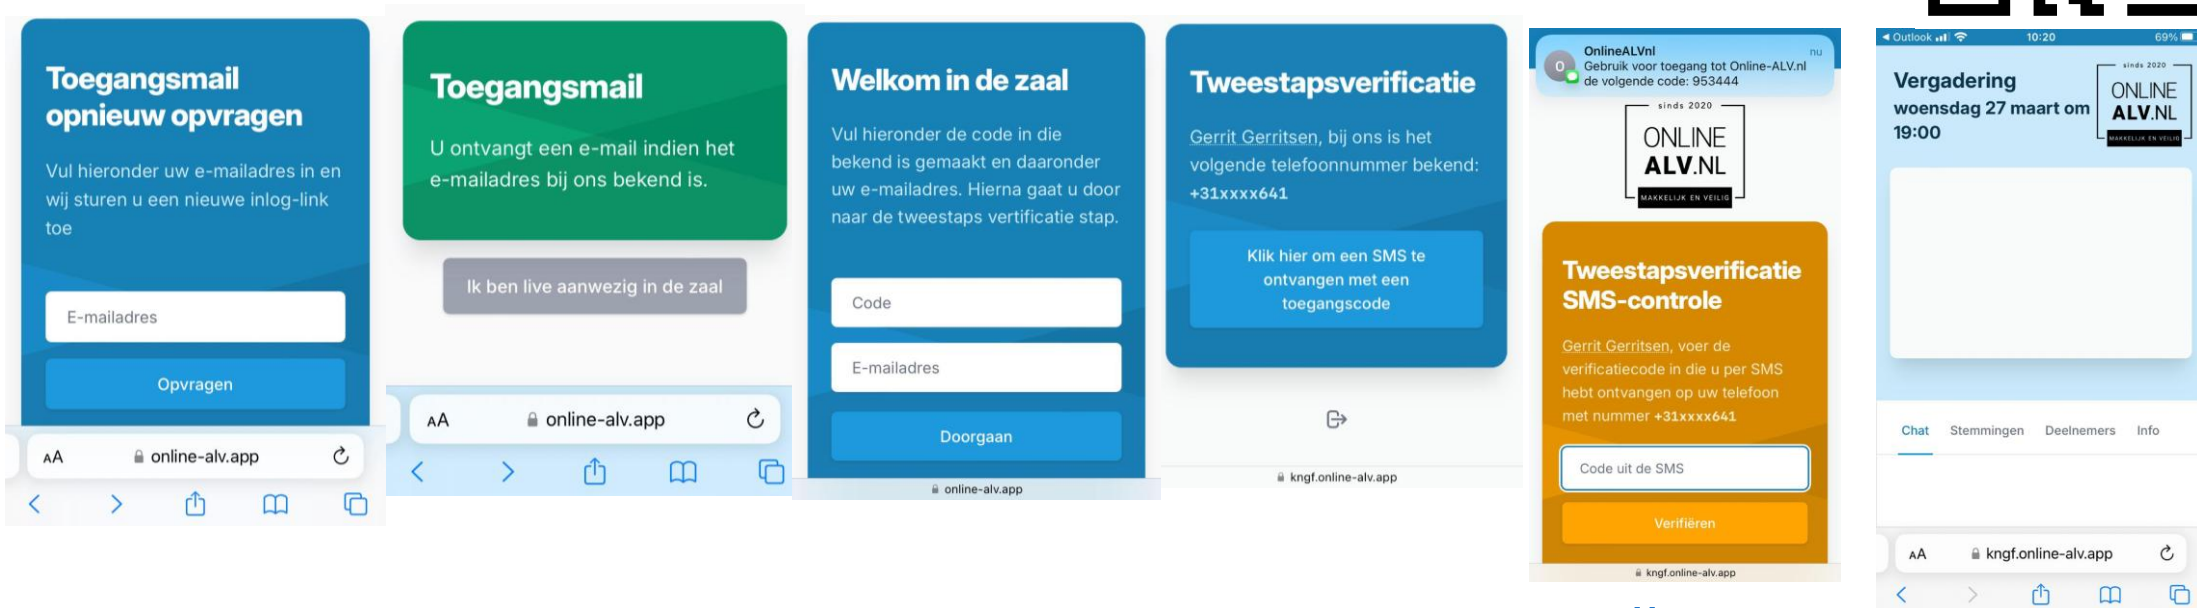 Toegangsmail
opnieuw opvragen
Vul hieronder uw e-mailadres in en
wij sturen u een nieuwe inlog-link
toe
E-mailadres
Opvragen
AA online-alv.app
Toegangsmail
U ontvangt een e-mail indien het
e-mailadres bij ons bekend is.
Ik ben live aanwezig in de zaal
AA online-alv.app
Welkom in de zaal
Vul hieronder de code in die
bekend is gemaakt en daaronder
uw e-mailadres. Hierna gaat u door
naar de tweestaps vertificatie stap.
Code
E-mailadres
Doorgaan
online-alv.app
Tweestapsverificatie
Gerrit Gerritsen, bij ons is het
volgende telefoonnummer bekend:
+31xxxx641
Klik hier om een SMS te
ontvangen met een
toegangscode
kngf.online-alv.app
OnlineALVnl nu
O
Gebruik voor toegang tot Online-ALV.nl
de volgende code: 953444
sinds 2020
ONLINE
ALV.NL
MAKKELIJK EN VEILIG
Tweestapsverificatie
SMS-controle
Gerrit Gerritsen, voer de
verificatiecode in die u per SMS
hebt ontvangen op uw telefoon
met nummer +31xxxx641
Code uit de SMS
Verifiëren
kngf.online-alv.app
Outlook 10:20 69%
Vergadering
woensdag 27 maart om
19:00
sinds 2020
ONLINE
ALV.NL
MAKKELIJK EN VEILIG
Chat Stemmingen Deelnemers Info
AA kngf.online-alv.app